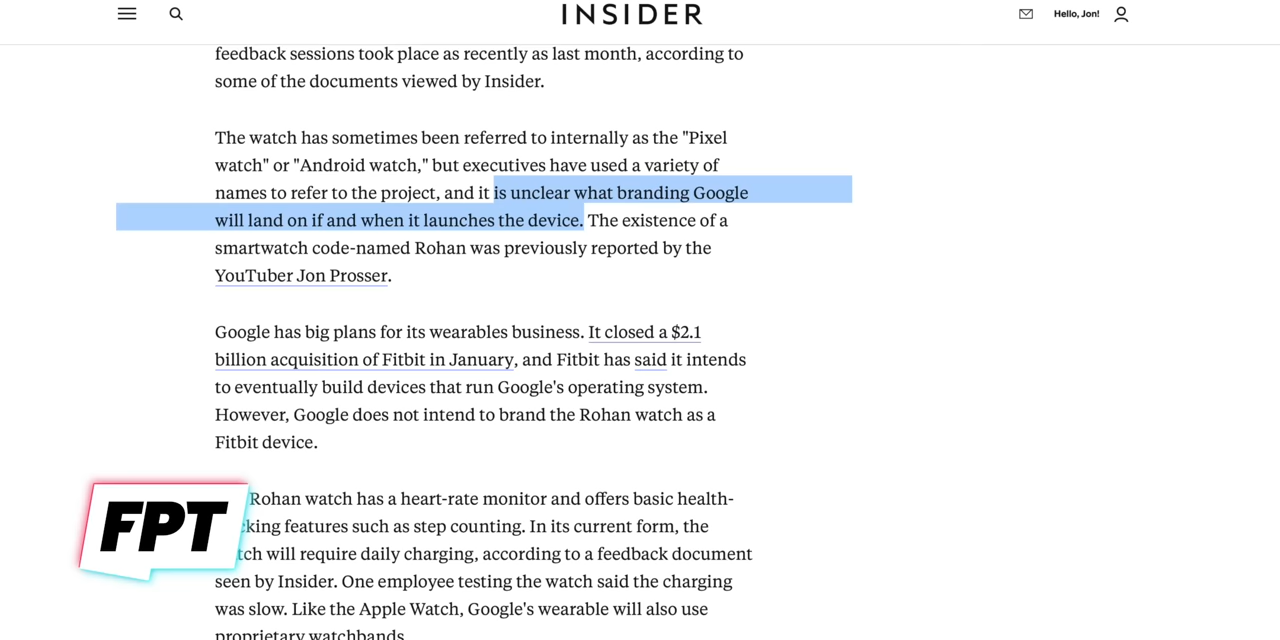 INSIDER
Hello, Jon!
feedback sessions took place as recently as last month, according to
some of the documents viewed by Insider.
The watch has sometimes been referred to internally as the "Pixel
watch" or "Android watch," but executives have used a variety of
names to refer to the project, and it is unclear what branding Google
will land on if and when it launches the device. The existence of a
smartwatch code-named Rohan was previously reported by the
YouTuber Jon Prosser.
Google has big plans for its wearables business. It closed a $2.1
billion acquisition of Fitbit in January, and Fitbit has said it intends
to eventually build devices that run Google's operating system.
However, Google does not intend to brand the Rohan watch as a
Fitbit device.
Rohan watch has a heart-rate monitor and offers basic health-
king features such as step counting. In its current form, the
tch will require daily charging, according to a feedback document
seen by Insider. One employee testing the watch said the charging
was slow. Like the Apple Watch, Google's wearable will also use
proprietary watchbands.
FPT